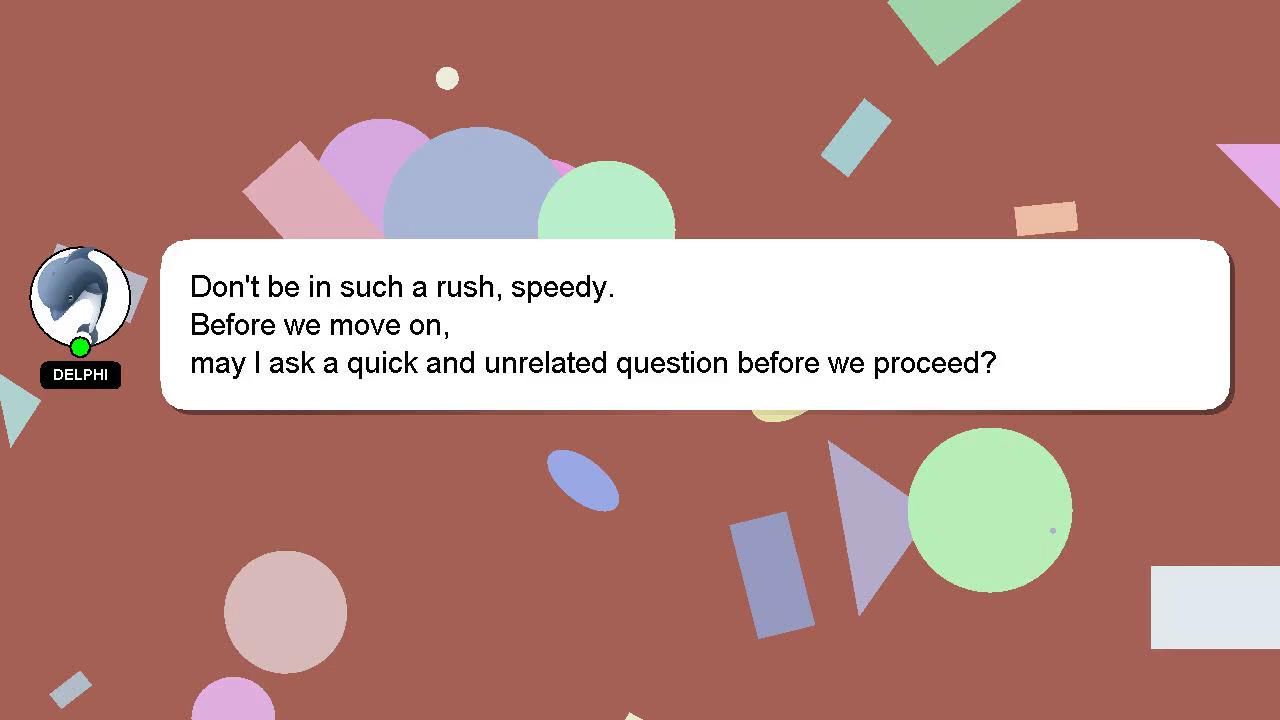 Don't be in such a rush, speedy.
Before we move on,
may I ask a quick and unrelated question before we proceed?
DELPHI